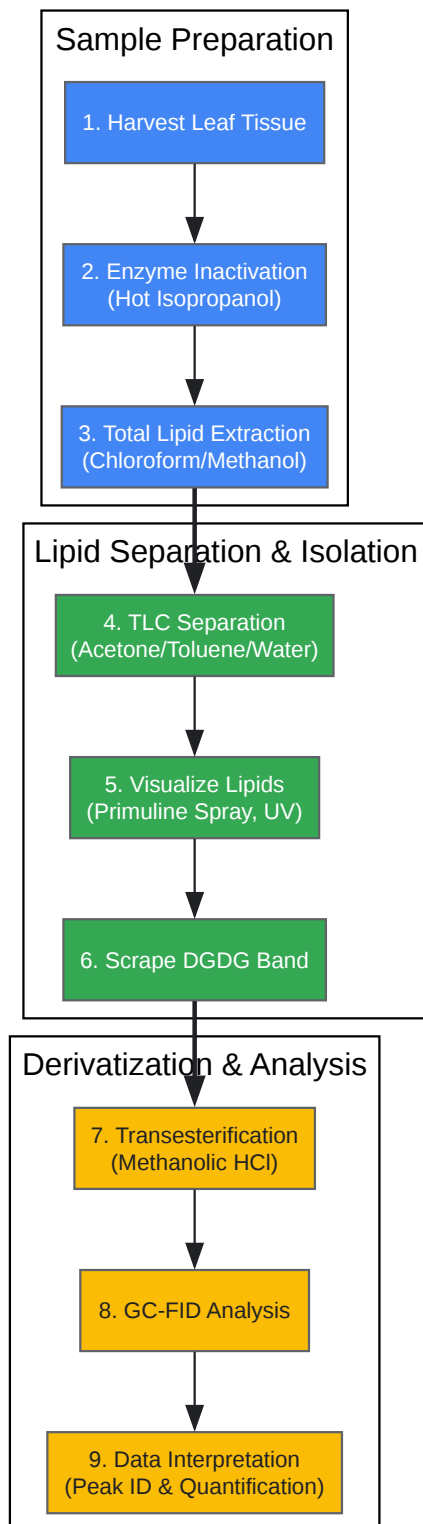 Sample Preparation
1. Harvest Leaf Tissue
2. Enzyme Inactivation
(Hot Isopropanol)
3. Total Lipid Extraction
(Chloroform/Methanol)
Lipid Separation & Isolation
4. TLC Separation
(Acetone/Toluene/Water)
5. Visualize Lipids
(Primuline Spray, UV)
6. Scrape DGDG Band
Derivatization & Analysis
7. Transesterification
(Methanolic HCl)
8. GC-FID Analysis
9. Data Interpretation
(Peak ID & Quantification)